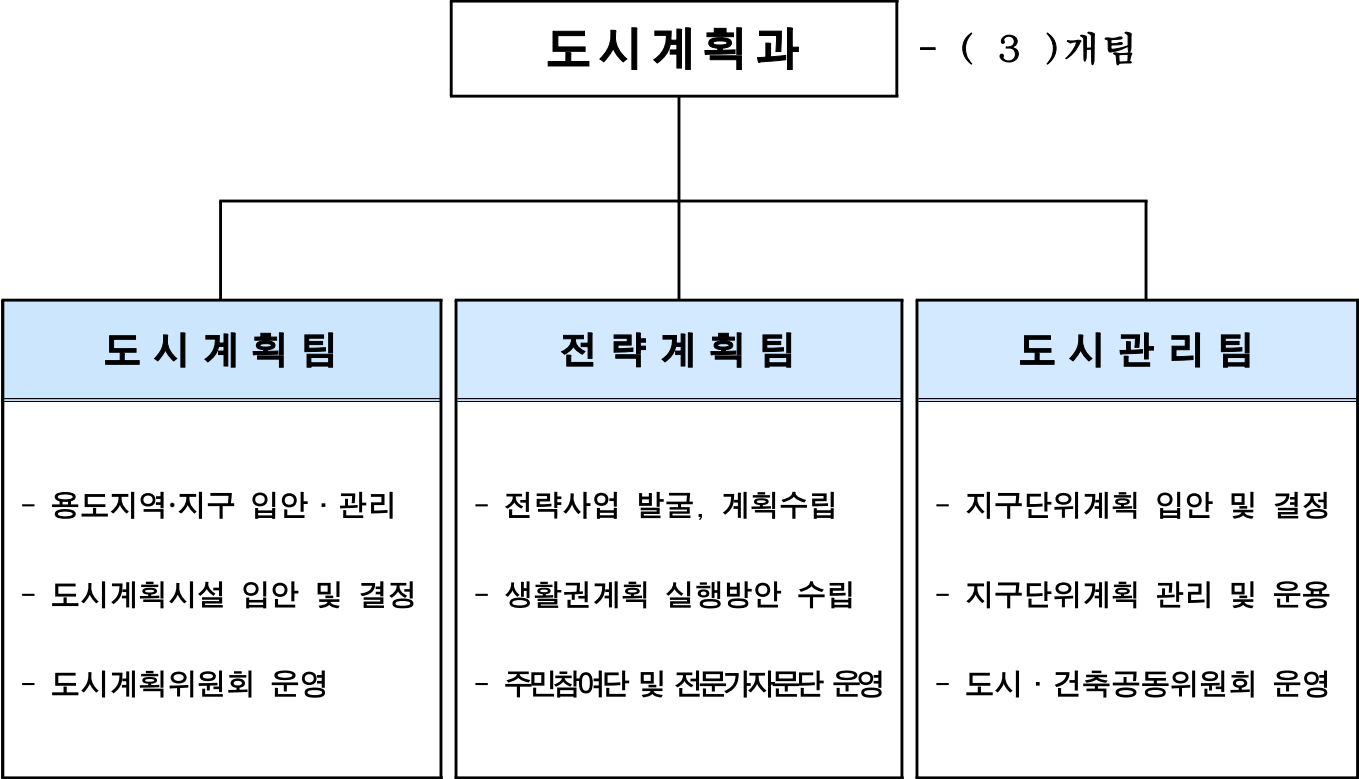 도시계획과 - ( 3 )개팀
도시계획팀
- 용도지역·지구 입안 · 관리
- 도시계획시설 입안 및 결정
- 도시계획위원회 운영
전략계획팀
- 전략사업 발굴, 계획수립
- 생활권계획 실행방안 수립
- 주민참여단 및 전문가자문단 운영
도시관리팀
- 지구단위계획 입안 및 결정
- 지구단위계획 관리 및 운용
- 도시 · 건축공동위원회 운영